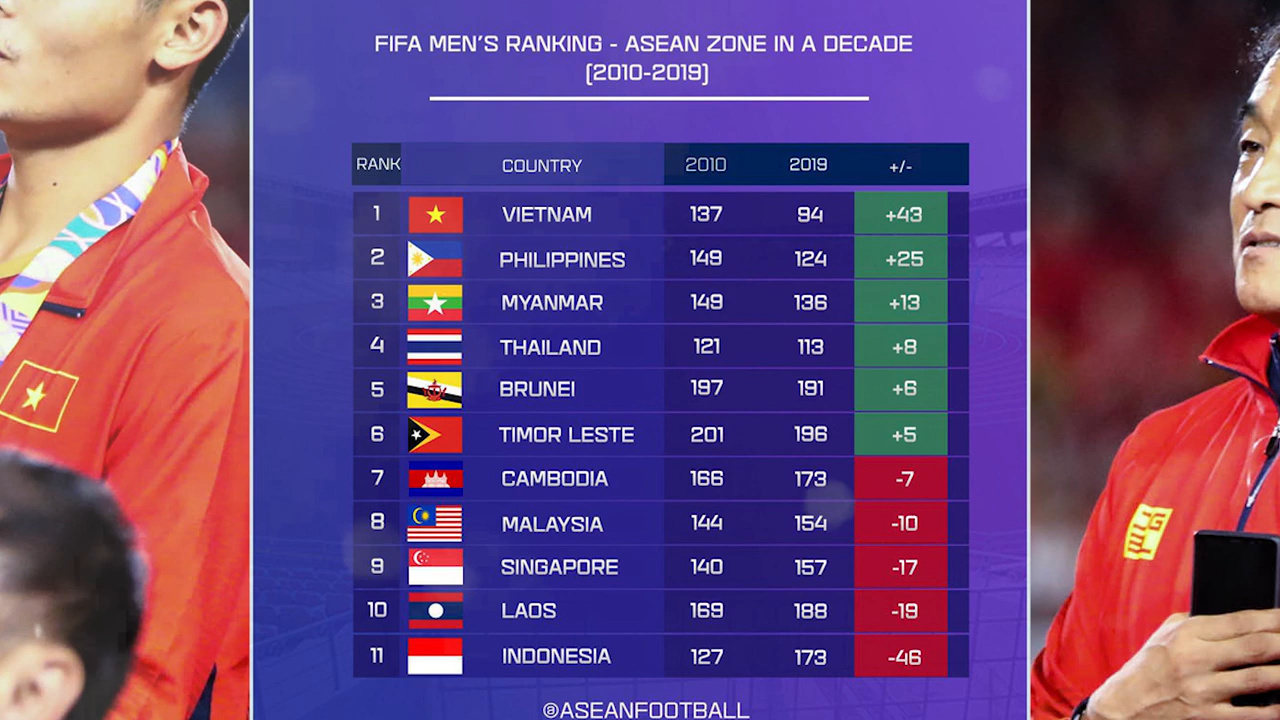 FIFA MEN'S RANKING - ASEAN ZONE IN A DECADE
(2010-2019)
RANK COUNTRY 2010 2019 +/-
1 VIETNAM 137 94 +43
2 PHILIPPINES 149 124 +25
3 MYANMAR 149 136 +13
4 THAILAND 121 113 +8
5 BRUNEI 197 191 +6
6 TIMOR LESTE 201 196 +5
7 CAMBODIA 166 173 -7
8 MALAYSIA 144 154 -10
9 SINGAPORE 140 157 -17
10 LAOS 169 188 -19
11 INDONESIA 127 173 -46
@ASEANFOOTBALL